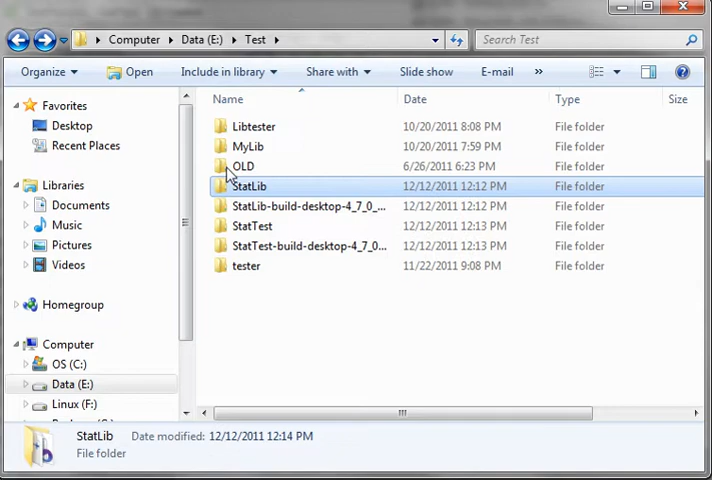 Computer Data (E:) Test Search Test
Organize Open Include in library Share with Slide show E-mail »
Name Date Type Size
Favorites
Desktop
Recent Places
Libraries
Documents
Music
Pictures
Videos
Homegroup
Computer
OS (C:)
Data (E:)
Linux (F:)
Libtester 10/20/2011 8:08 PM File folder
MyLib 10/20/2011 7:59 PM File folder
OLD 6/26/2011 6:23 PM File folder
StatLib 12/12/2011 12:12 PM File folder
StatLib-build-desktop-4_7_0_... 12/12/2011 12:12 PM File folder
StatTest 12/12/2011 12:13 PM File folder
StatTest-build-desktop-4_7_0... 12/12/2011 12:13 PM File folder
tester 11/22/2011 9:08 PM File folder
StatLib Date modified: 12/12/2011 12:14 PM
File folder